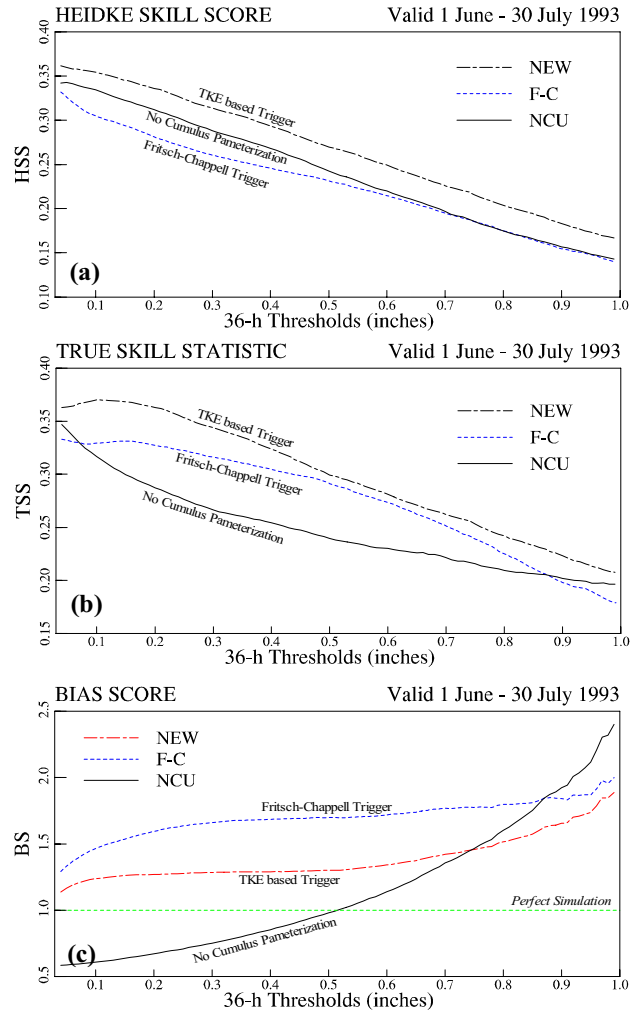 HEIDKE SKILL SCORE Valid 1 June - 30 July 1993
0.40
0.35
0.30
0.25
0.20
0.15
0.10
HSS
NEW
F-C
NCU
TKE based Trigger
No Cumulus Pameterization
Fritsch-Chappell Trigger
(a)
0.1 0.2 0.3 0.4 0.5 0.6 0.7 0.8 0.9 1.0
36-h Thresholds (inches)
TRUE SKILL STATISTIC Valid 1 June - 30 July 1993
0.40
0.35
0.30
0.25
0.20
0.15
TSS
NEW
F-C
NCU
TKE based Trigger
Fritsch-Chappell Trigger
No Cumulus Pameterization
(b)
0.1 0.2 0.3 0.4 0.5 0.6 0.7 0.8 0.9 1.0
36-h Thresholds (inches)
BIAS SCORE Valid 1 June - 30 July 1993
2.5
2.0
1.5
1.0
0.5
BS
NEW
F-C
NCU
Fritsch-Chappell Trigger
TKE based Trigger
Perfect Simulation
No Cumulus Pameterization
(c)
0.1 0.2 0.3 0.4 0.5 0.6 0.7 0.8 0.9 1.0
36-h Thresholds (inches)